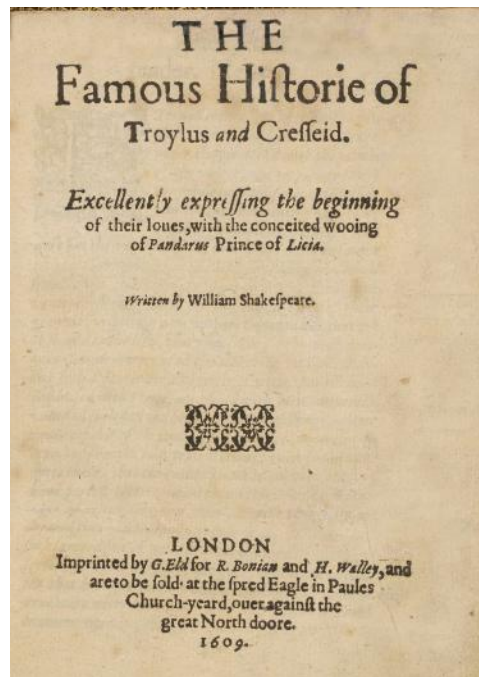 THE
Famous Hiſtorie of
Troylus and Creſſeid.
Excellently expreſſing the beginning
of their loues, with the conceited wooing
of Pandarus Prince of Licia.
Written by William Shakeſpeare.
LONDON
Imprinted by G. Eld for R. Bonian and H. Walley, and
are to be ſold at the ſpred Eagle in Paules
Church-yeard, ouer againſt the
great North doore.
1609.